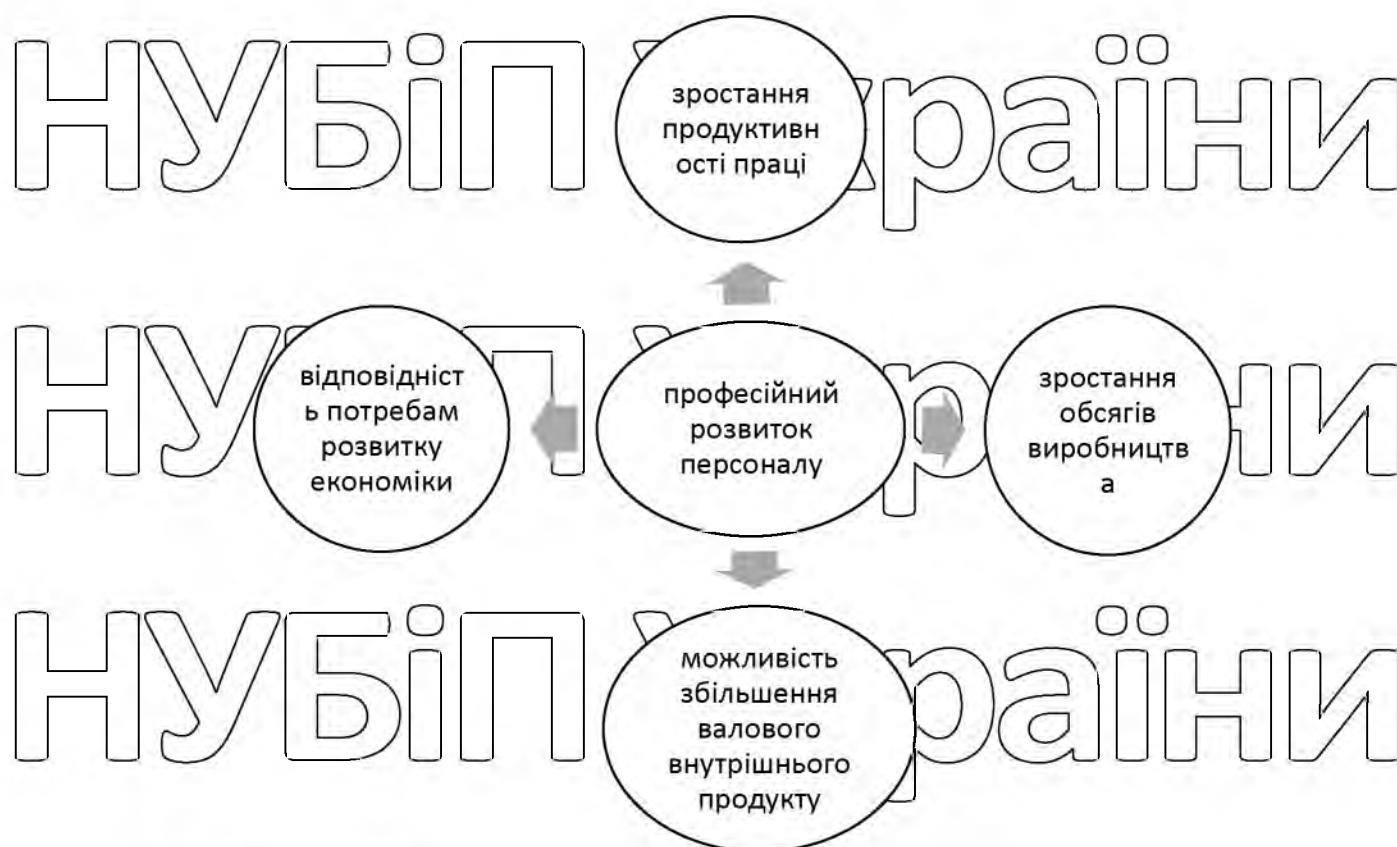 НУБіП України
зростання
продуктивн
ості праці
НУБіП України
відповідніст
ь потребам
розвитку
економіки
професійний
розвиток
персоналу
зростання
обсягів
виробництв
а
НУБіП України
можливість
збільшення
валового
внутрішнього
продукту